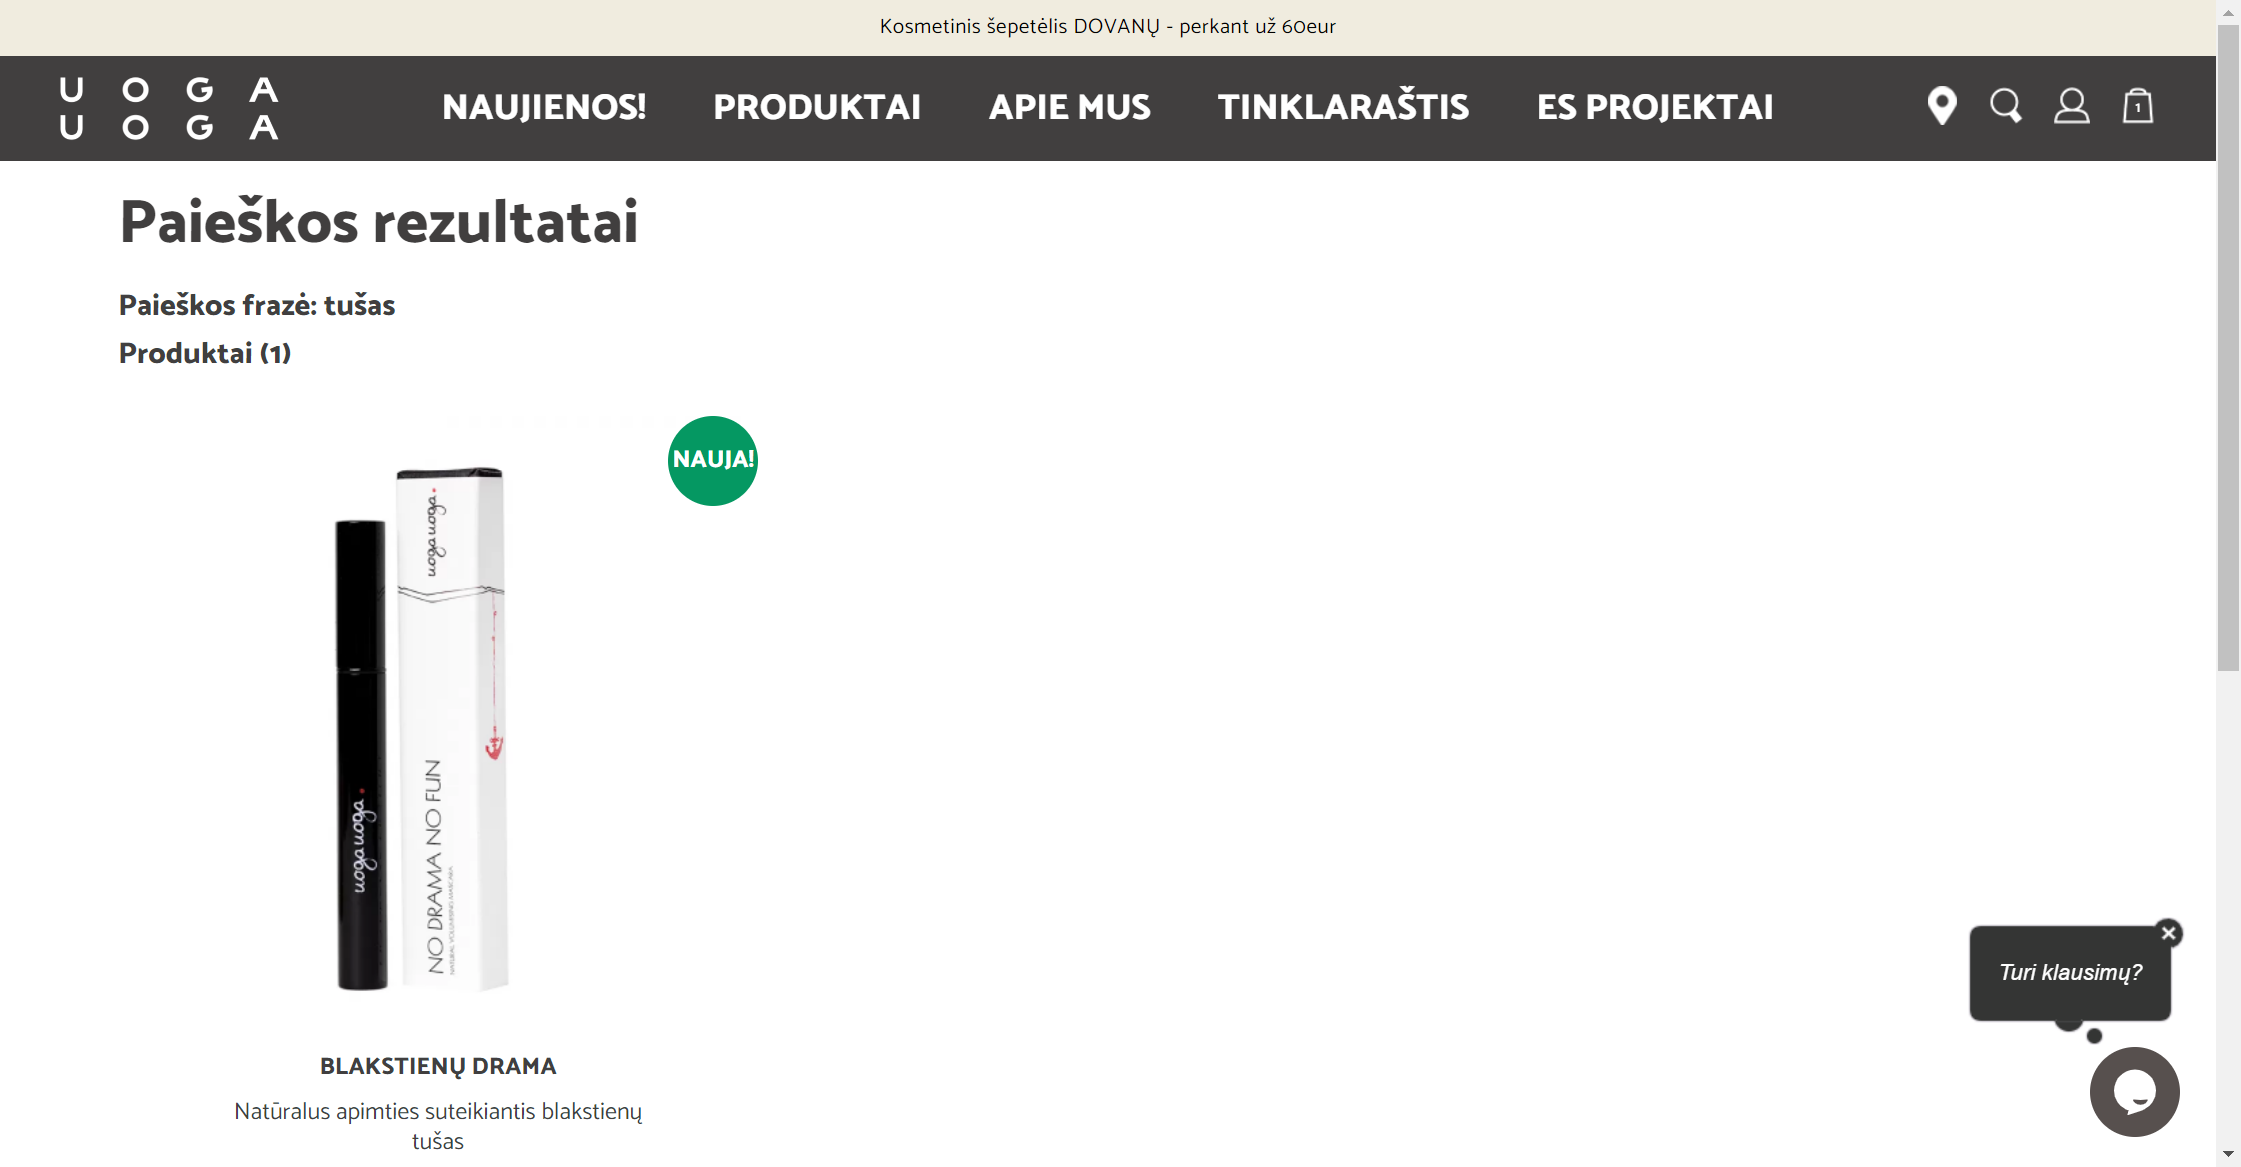 Kosmetinis šepetėlis DOVANŲ - perkant už 60eur
U O G A
U O G A
NAUJIENOS! PRODUKTAI APIE MUS TINKLARAŠTIS ES PROJEKTAI
1
Paieškos rezultatai
Paieškos frazė: tušas
Produktai (1)
NAUJA!
uoga uoga
uoga uoga
NO DRAMA NO FUN
NATURAL VOLUMISING MASCARA
BLAKSTIENŲ DRAMA
Natūralus apimties suteikiantis blakstienų
tušas
Turi klausimų?